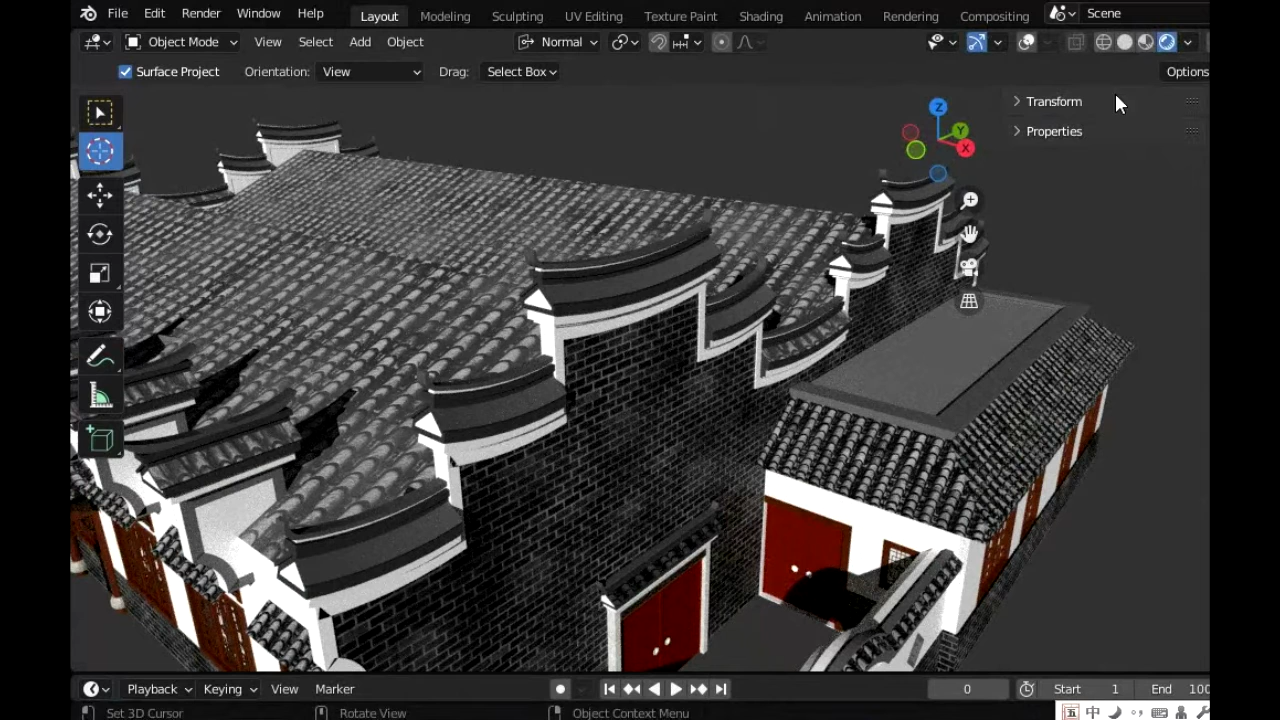 File Edit Render Window Help Layout Modeling Sculpting UV Editing Texture Paint Shading Animation Rendering Compositing Scene
Object Mode View Select Add Object Normal
Surface Project Orientation: View Drag: Select Box Options
Transform
Properties
Z
Y
X
Playback Keying View Marker 0 Start 1 End 100
Set 3D Cursor Rotate View Object Context Menu
五 中